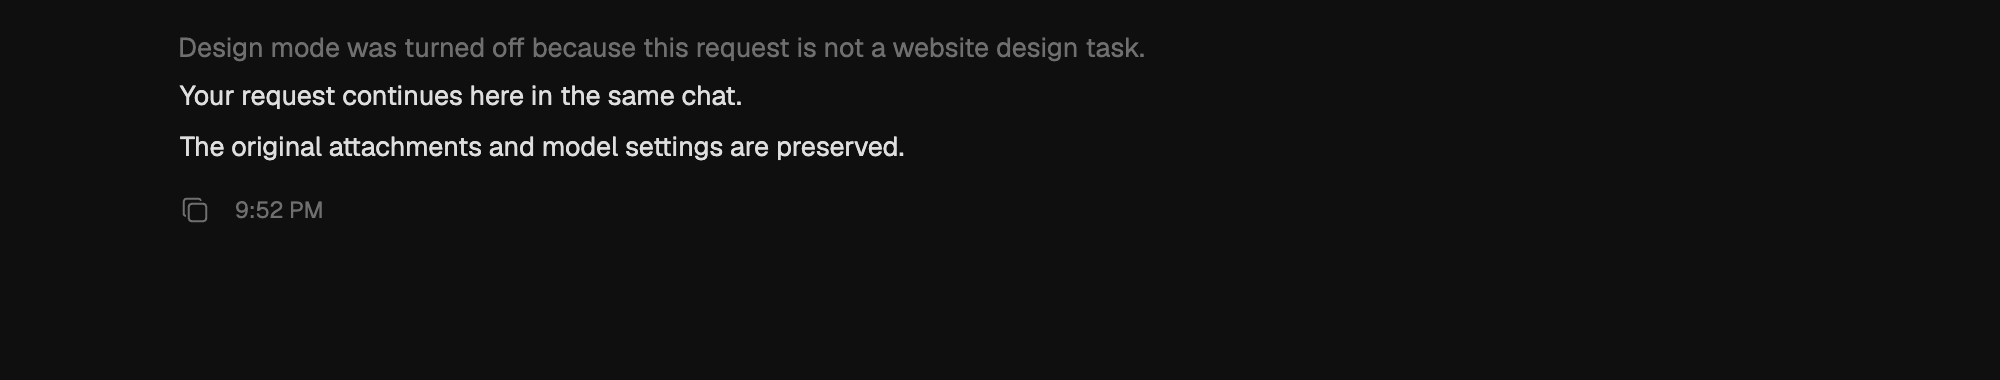 Design mode was turned off because this request is not a website design task.
Your request continues here in the same chat.
The original attachments and model settings are preserved.
9:52 PM